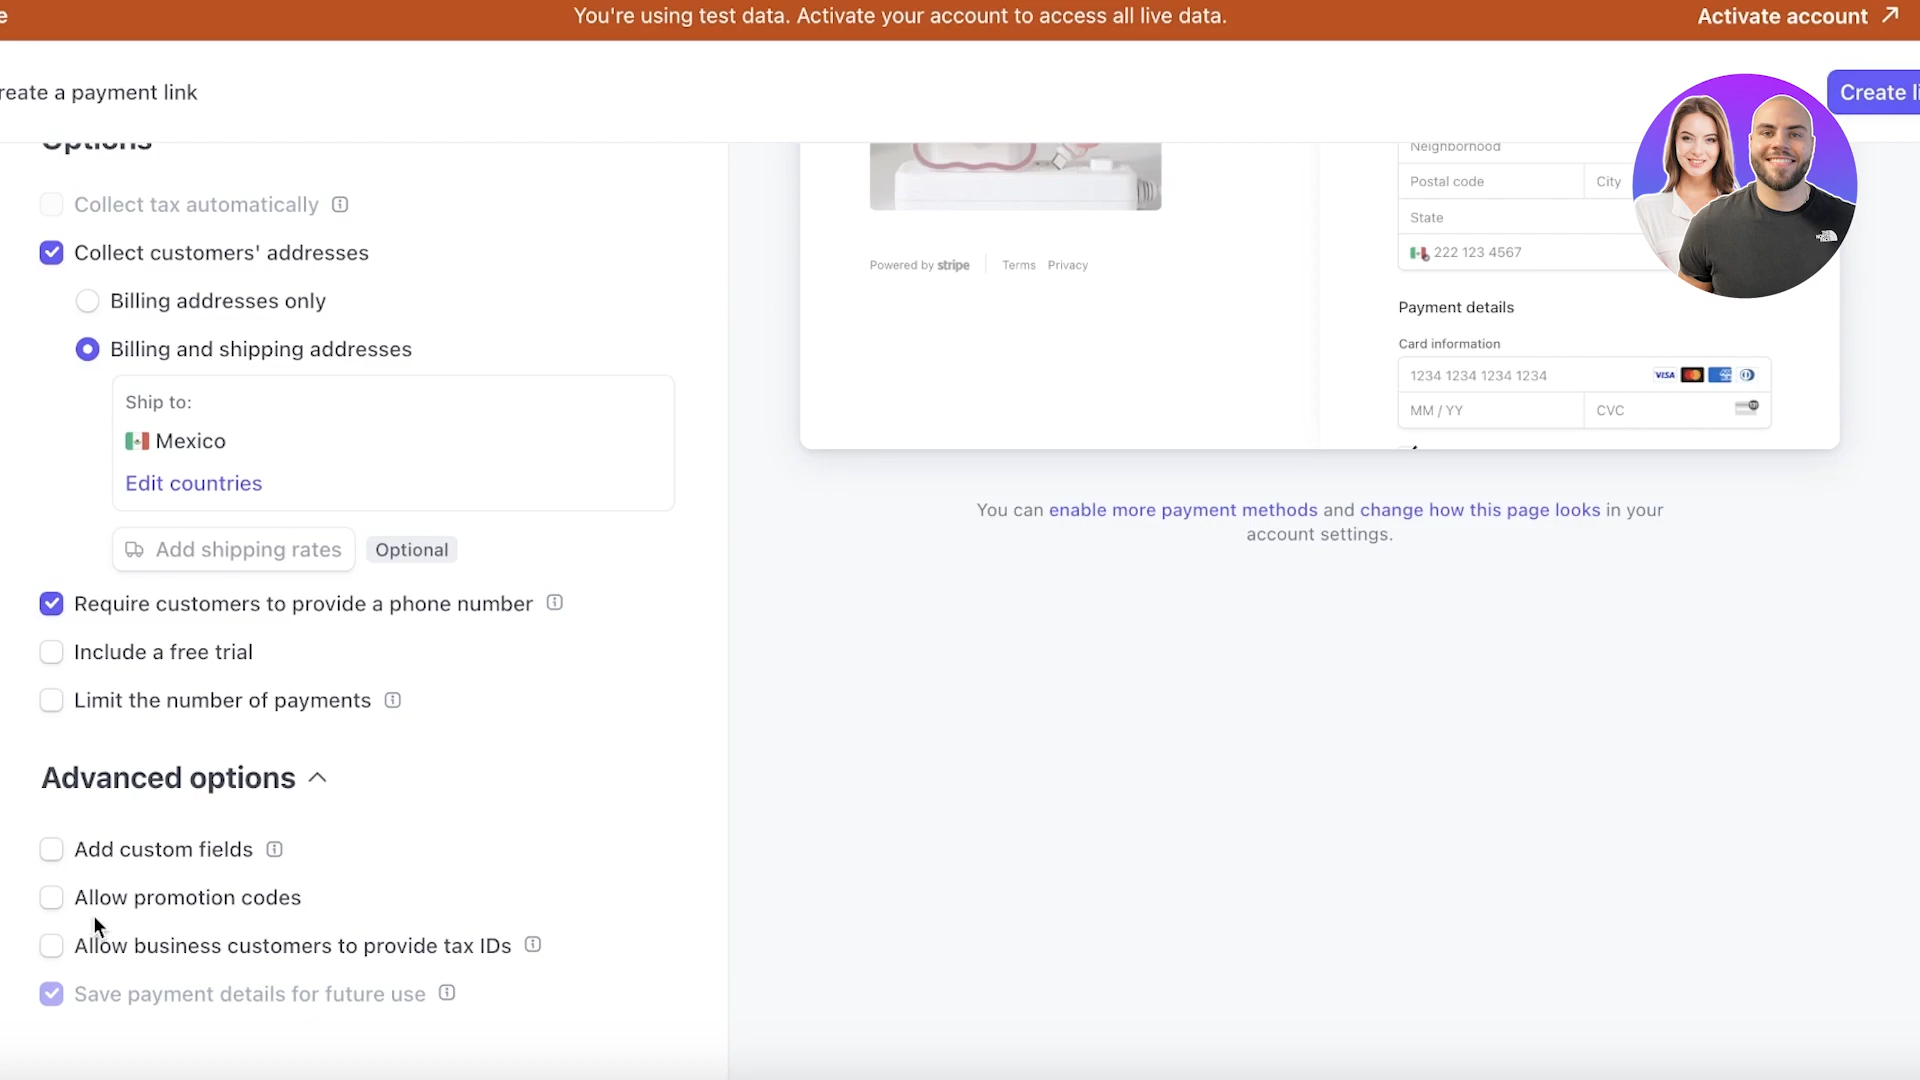 You're using test data. Activate your account to access all live data.
Activate account
reate a payment link
Create li
Options
Collect tax automatically
Collect customers' addresses
Billing addresses only
Billing and shipping addresses
Ship to:
Mexico
Edit countries
Add shipping rates
Optional
Require customers to provide a phone number
Include a free trial
Limit the number of payments
Advanced options
Add custom fields
Allow promotion codes
Allow business customers to provide tax IDs
Save payment details for future use
Powered by stripe
Terms
Privacy
Neighborhood
Postal code
City
State
222 123 4567
Payment details
Card information
1234 1234 1234 1234
VISA
MM / YY
CVC
You can enable more payment methods and change how this page looks in your
account settings.